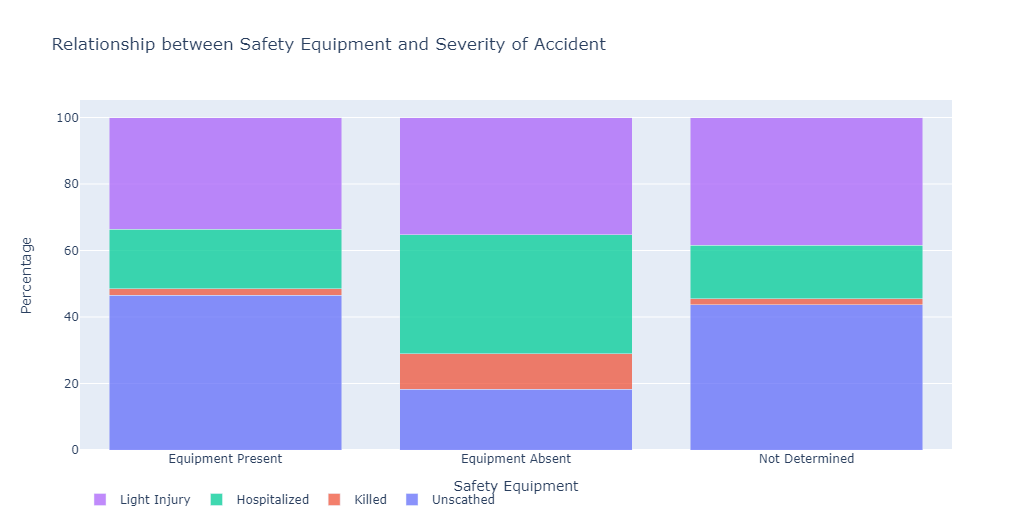 Relationship between Safety Equipment and Severity of Accident
100
80
60
40
20
0
Percentage
Equipment Present Equipment Absent Not Determined
Safety Equipment
Light Injury Hospitalized Killed Unscathed